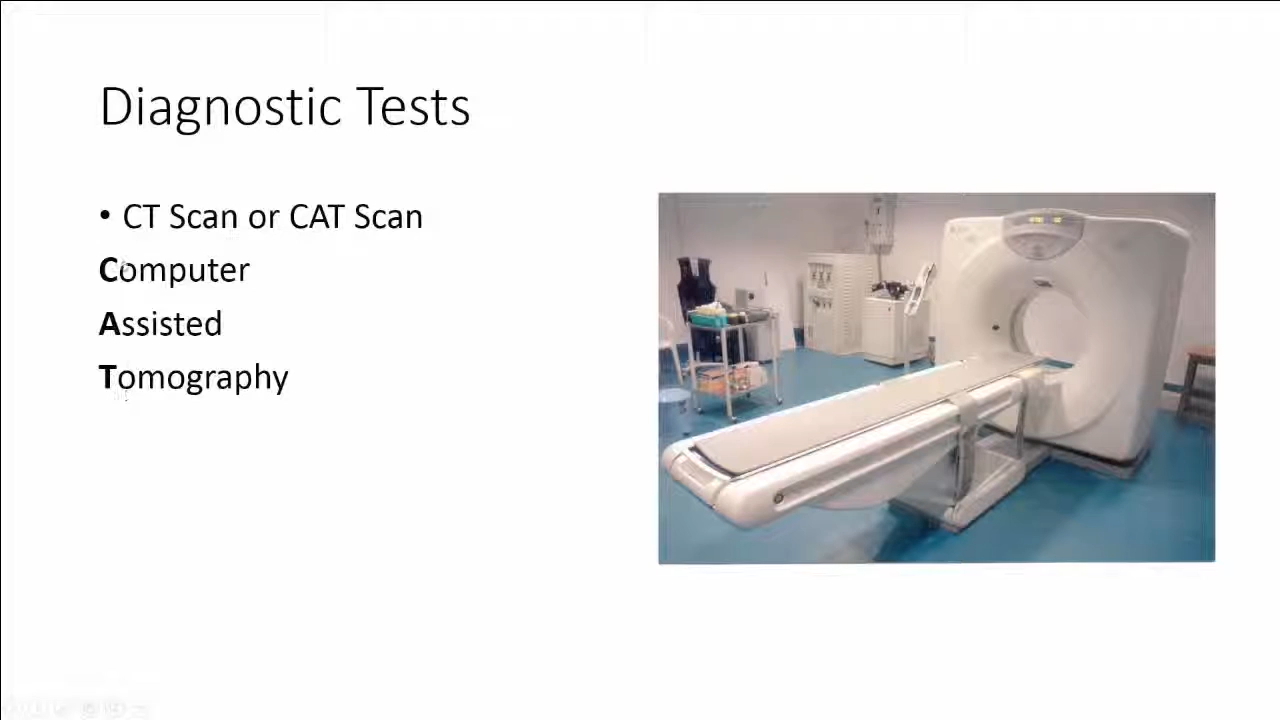 Diagnostic Tests
• CT Scan or CAT Scan
Computer
Assisted
Tomography